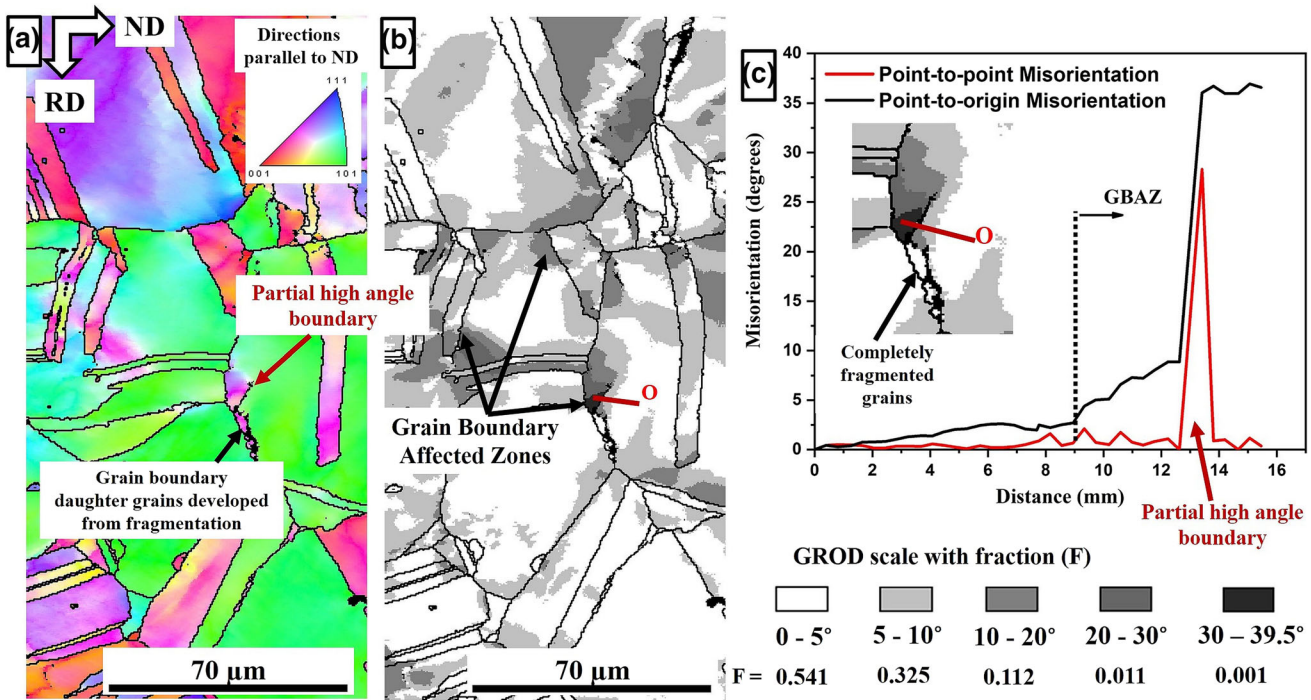 (a)
ND
RD
Directions
parallel to ND
111
001
101
Partial high angle
boundary
Grain boundary
daughter grains developed
from fragmentation
70 µm
(b)
O
Grain Boundary
Affected Zones
70 µm
(c)
Point-to-point Misorientation
Point-to-origin Misorientation
Misorientation (degrees)
40
35
30
25
20
15
10
5
0
O
Completely
fragmented
grains
GBAZ
0 2 4 6 8 10 12 14 16 18
Distance (mm)
Partial high angle
boundary
GROD scale with fraction (F)
0 - 5° 5 - 10° 10 - 20° 20 - 30° 30 – 39.5°
F = 0.541 0.325 0.112 0.011 0.001